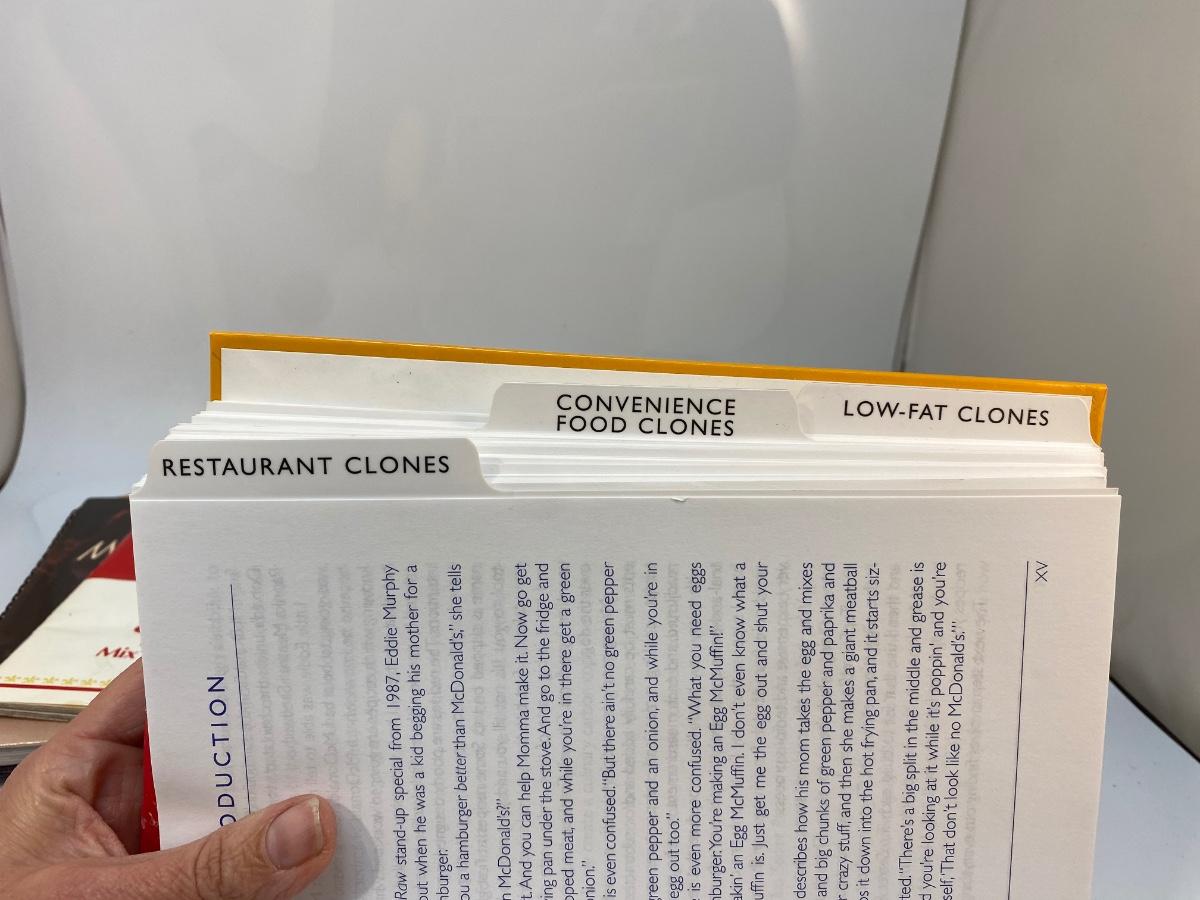 CONVENIENCE
FOOD CLONES
LOW-FAT CLONES
RESTAURANT CLONES
ODUCTION
Raw stand-up special from 1987, Eddie Murphy
out when he was a kid begging his mother for a
mburger.
ou a hamburger better than McDonald's," she tells
n McDonald's?"
t. And you can help Momma make it. Now go get
ing pan under the stove. And go to the fridge and
pped meat, and while you're in there get a green
onion."
is even confused. "But there ain't no green pepper
green pepper and an onion, and while you're in
egg out too."
is even more confused. "What you need eggs
mburger. You're making an Egg McMuffin!"
akin' an Egg McMuffin. I don't even know what a
uffin is. Just get me the egg out and shut your
describes how his mom takes the egg and mixes
and big chunks of green pepper and paprika and
r crazy stuff, and then she makes a giant meatball
s it down into the hot frying pan, and it starts siz-
ted. "There's a big split in the middle and grease is
d you're looking at it while it's poppin' and you're
self, 'That don't look like no McDonald's.'"
XV
Mix